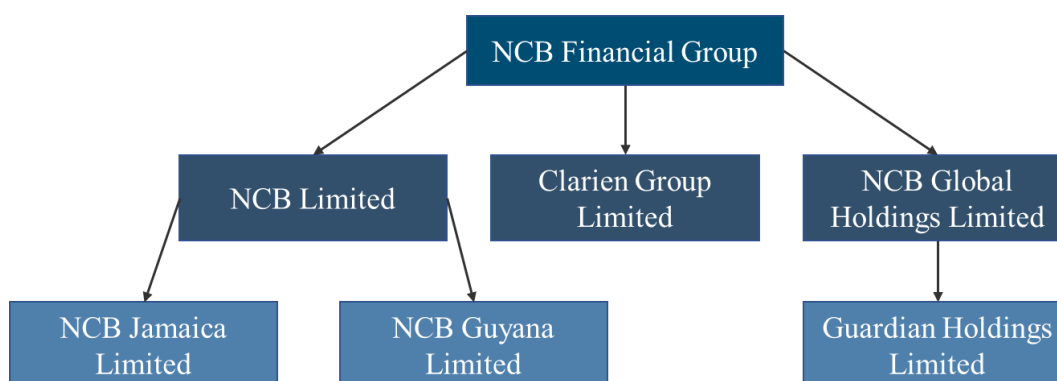 NCB Financial Group
NCB Limited
Clarien Group
Limited
NCB Global
Holdings Limited
NCB Jamaica
Limited
NCB Guyana
Limited
Guardian Holdings
Limited